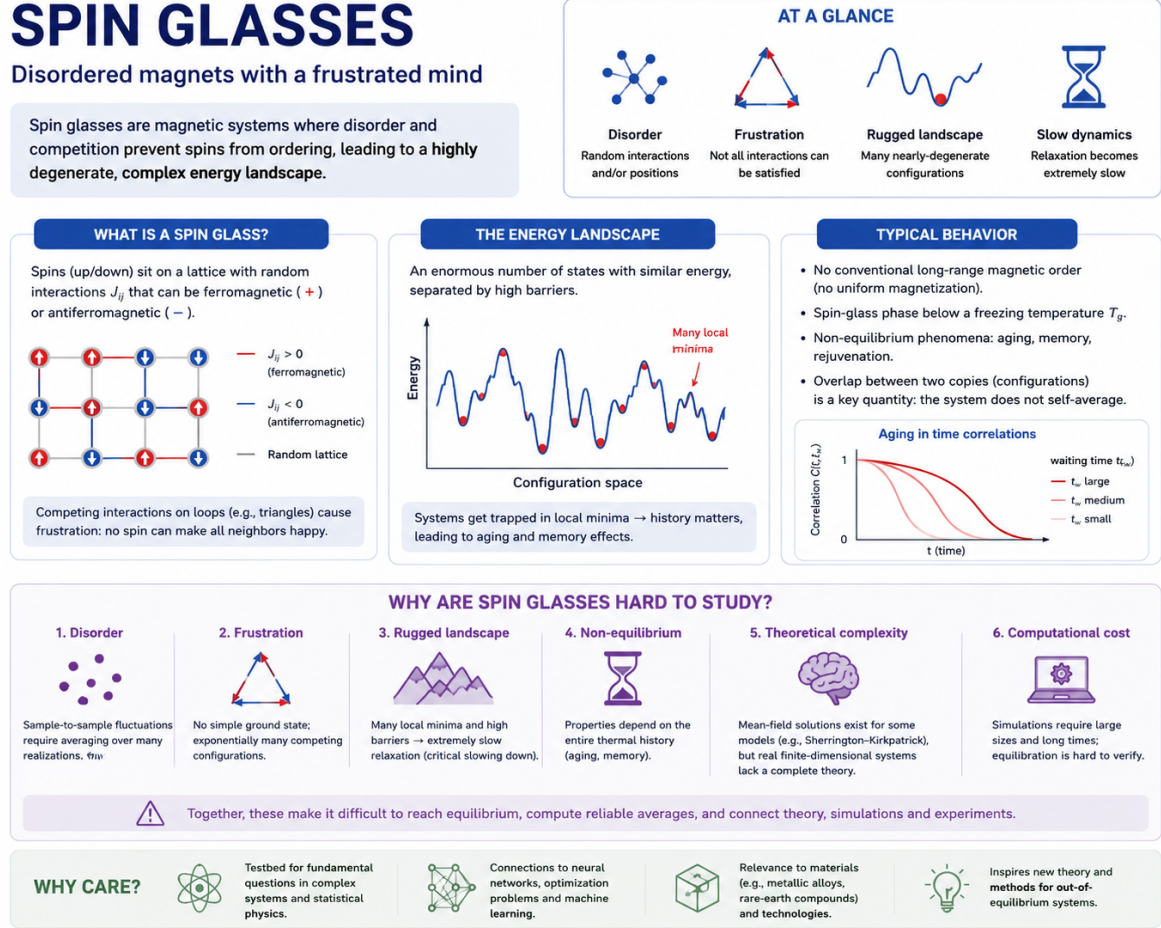 SPIN GLASSES
Disordered magnets with a frustrated mind
Spin glasses are magnetic systems where disorder and
competition prevent spins from ordering, leading to a highly
degenerate, complex energy landscape.
AT A GLANCE
Disorder
Random interactions
and/or positions
Frustration
Not all interactions can
be satisfied
Rugged landscape
Many nearly-degenerate
configurations
Slow dynamics
Relaxation becomes
extremely slow
WHAT IS A SPIN GLASS?
Spins (up/down) sit on a lattice with random
interactions J_ij that can be ferromagnetic ( + )
or antiferromagnetic ( − ).
J_ij > 0
(ferromagnetic)
J_ij < 0
(antiferromagnetic)
Random lattice
Competing interactions on loops (e.g., triangles) cause
frustration: no spin can make all neighbors happy.
THE ENERGY LANDSCAPE
An enormous number of states with similar energy,
separated by high barriers.
Many local
minima
Energy
Configuration space
Systems get trapped in local minima → history matters,
leading to aging and memory effects.
TYPICAL BEHAVIOR
• No conventional long-range magnetic order
(no uniform magnetization).
• Spin-glass phase below a freezing temperature T_g.
• Non-equilibrium phenomena: aging, memory,
rejuvenation.
• Overlap between two copies (configurations)
is a key quantity: the system does not self-average.
Aging in time correlations
Correlation C(t, t_w)
1
0
t (time)
waiting time
t_w large
t_w medium
t_w small
WHY ARE SPIN GLASSES HARD TO STUDY?
1. Disorder
Sample-to-sample fluctuations
require averaging over many
realizations.
2. Frustration
No simple ground state;
exponentially many competing
configurations.
3. Rugged landscape
Many local minima and high
barriers → extremely slow
relaxation (critical slowing down).
4. Non-equilibrium
Properties depend on the
entire thermal history
(aging, memory).
5. Theoretical complexity
Mean-field solutions exist for some
models (e.g., Sherrington–Kirkpatrick),
but real finite-dimensional systems
lack a complete theory.
6. Computational cost
Simulations require large
sizes and long times;
equilibration is hard to verify.
Together, these make it difficult to reach equilibrium, compute reliable averages, and connect theory, simulations and experiments.
WHY CARE?
Testbed for fundamental
questions in complex
systems and statistical
physics.
Connections to neural
networks, optimization
problems and machine
learning.
Relevance to materials
(e.g., metallic alloys,
rare-earth compounds)
and technologies.
Inspires new theory and
methods for out-of-
equilibrium systems.